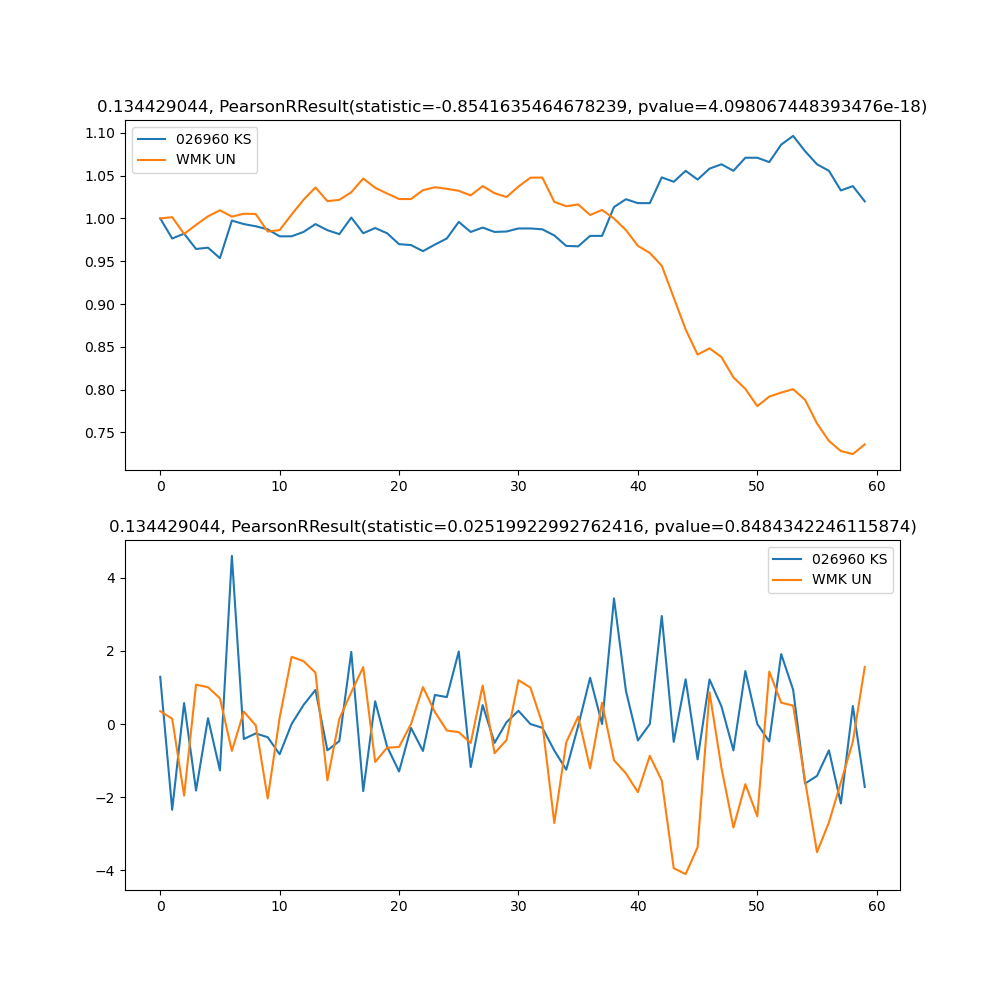 0.134429044, PearsonRResult(statistic=-0.8541635464678239, pvalue=4.098067448393476e-18)
026960 KS
WMK UN
1.10
1.05
1.00
0.95
0.90
0.85
0.80
0.75
0 10 20 30 40 50 60
0.134429044, PearsonRResult(statistic=0.02519922992762416, pvalue=0.8484342246115874)
026960 KS
WMK UN
4
2
0
−2
−4
0 10 20 30 40 50 60